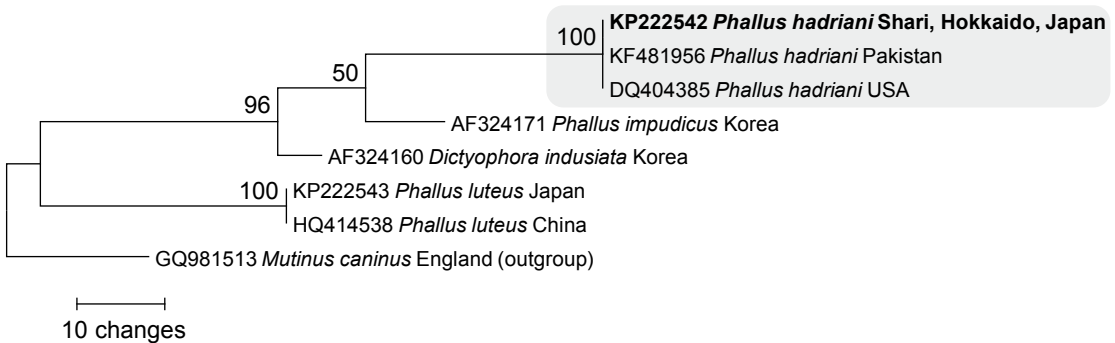 100
KP222542 Phallus hadriani Shari, Hokkaido, Japan
KF481956 Phallus hadriani Pakistan
DQ404385 Phallus hadriani USA
50
96
AF324171 Phallus impudicus Korea
AF324160 Dictyophora indusiata Korea
100
KP222543 Phallus luteus Japan
HQ414538 Phallus luteus China
GQ981513 Mutinus caninus England (outgroup)
10 changes